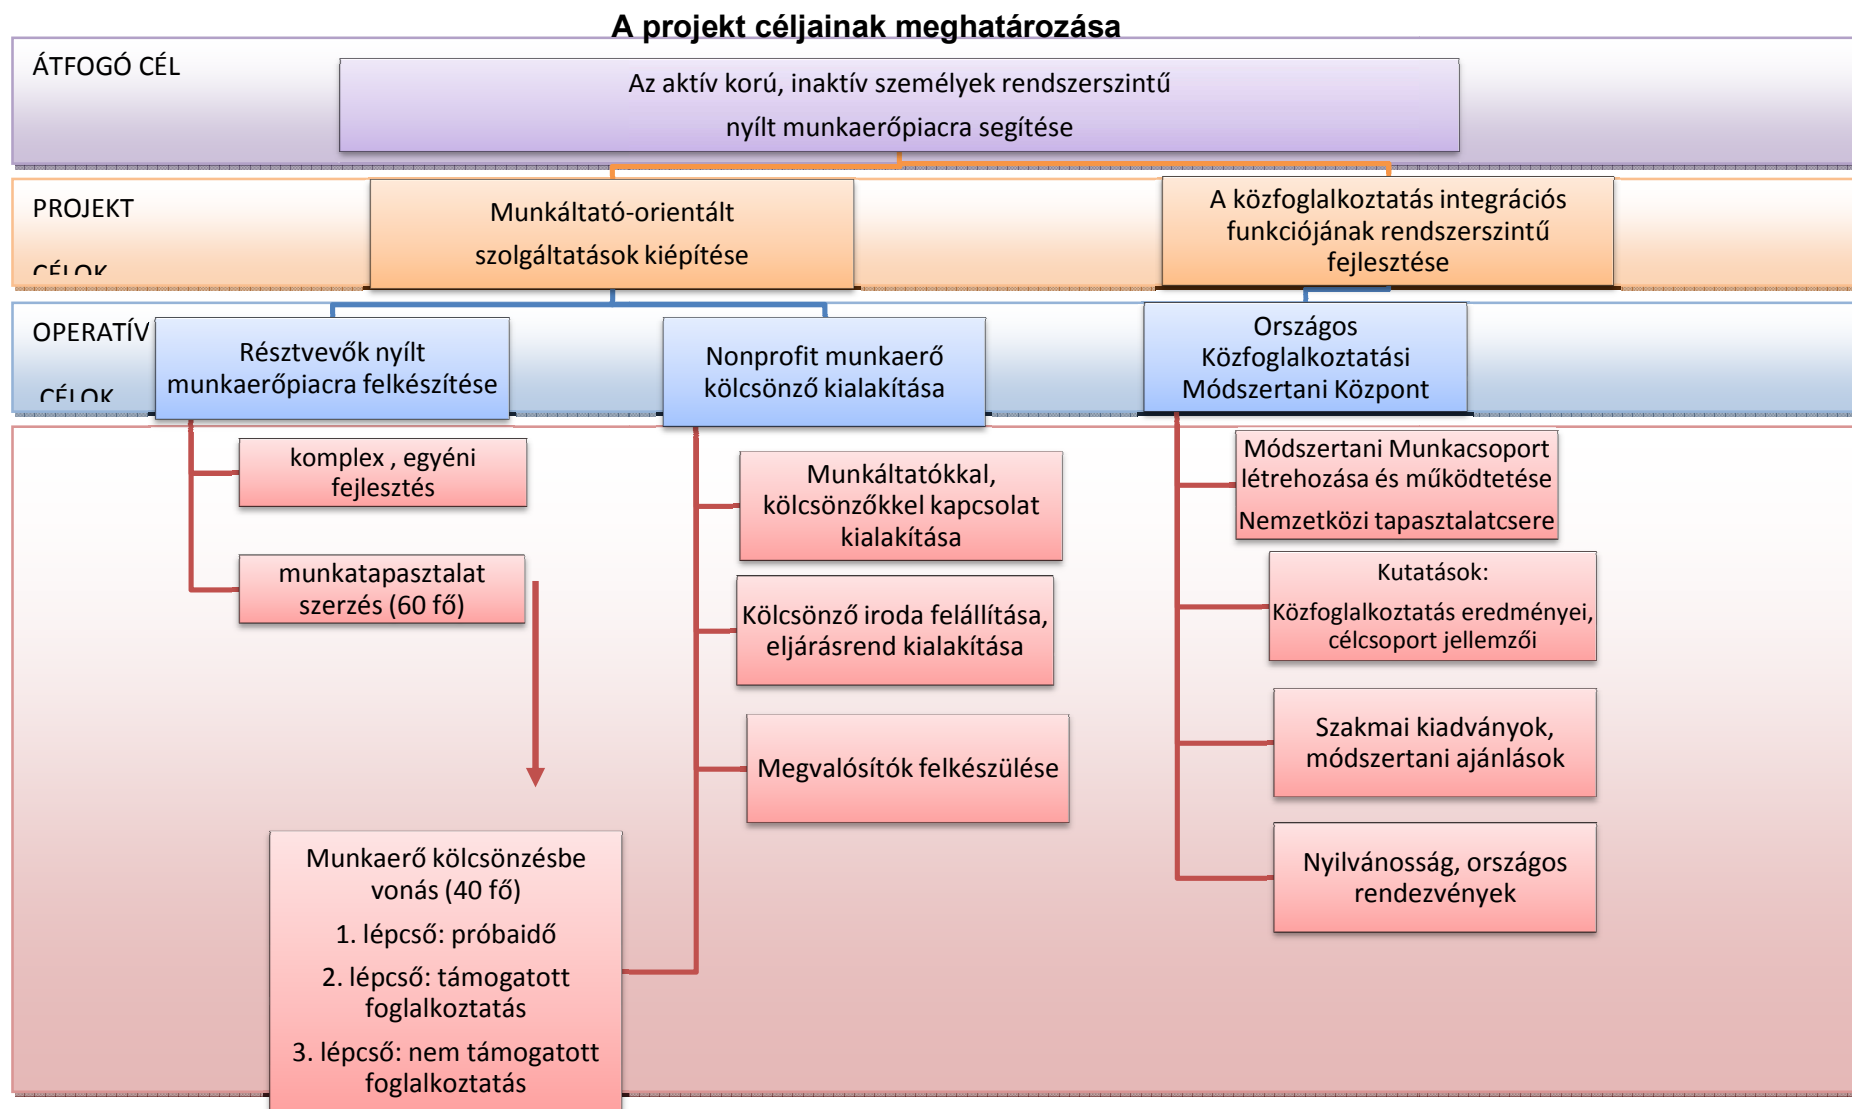 A projekt céljainak meghatározása
ÁTFOGÓ CÉL
Az aktív korú, inaktív személyek rendszerszintű
nyílt munkaerőpiacra segítése
PROJEKT
CÉLOK
Munkáltató-orientált
szolgáltatások kiépítése
A közfoglalkoztatás integrációs
funkciójának rendszerszintű
fejlesztése
OPERATÍV
CÉLOK
Résztvevők nyílt
munkaerőpiacra felkészítése
Nonprofit munkaerő
kölcsönző kialakítása
Országos
Közfoglalkoztatási
Módszertani Központ
komplex , egyéni
fejlesztés
munkatapasztalat
szerzés (60 fő)
Munkaerő kölcsönzésbe
vonás (40 fő)
1. lépcső: próbaidő
2. lépcső: támogatott
foglalkoztatás
3. lépcső: nem támogatott
foglalkoztatás
Munkáltatókkal,
kölcsönzőkkel kapcsolat
kialakítása
Kölcsönző iroda felállítása,
eljárásrend kialakítása
Megvalósítók felkészülése
Módszertani Munkacsoport
létrehozása és működtetése
Nemzetközi tapasztalatcsere
Kutatások:
Közfoglalkoztatás eredményei,
célcsoport jellemzői
Szakmai kiadványok,
módszertani ajánlások
Nyilvánosság, országos
rendezvények